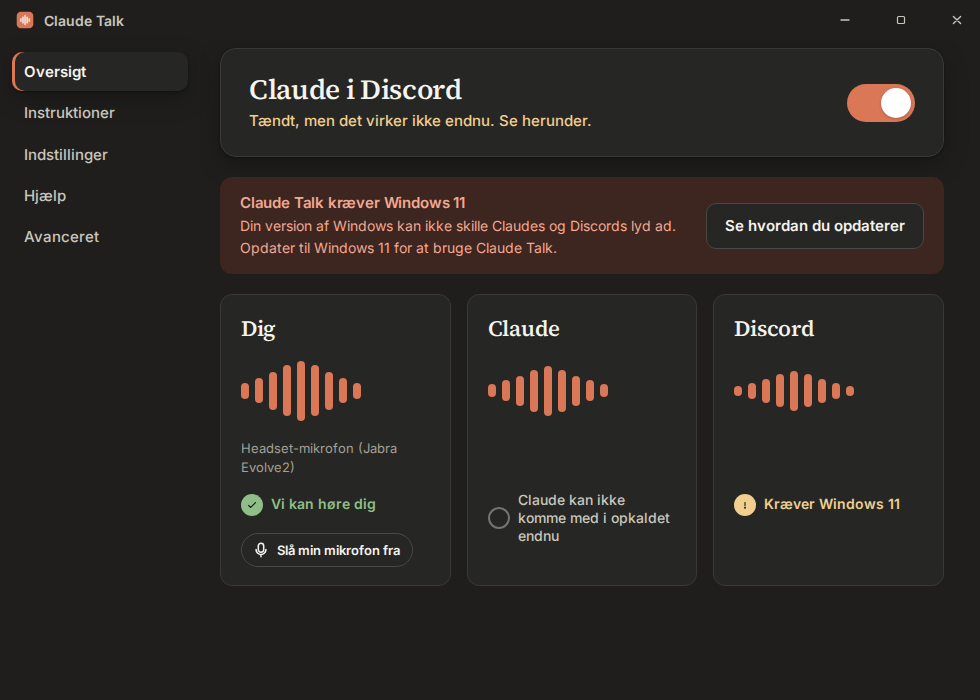 Claude Talk
Oversigt
Instruktioner
Indstillinger
Hjælp
Avanceret
Claude i Discord
Tændt, men det virker ikke endnu. Se herunder.
Claude Talk kræver Windows 11
Din version af Windows kan ikke skille Claudes og Discords lyd ad.
Opdater til Windows 11 for at bruge Claude Talk.
Se hvordan du opdaterer
Dig
Headset-mikrofon (Jabra
Evolve2)
Vi kan høre dig
Slå min mikrofon fra
Claude
Claude kan ikke
komme med i opkaldet
endnu
Discord
Kræver Windows 11